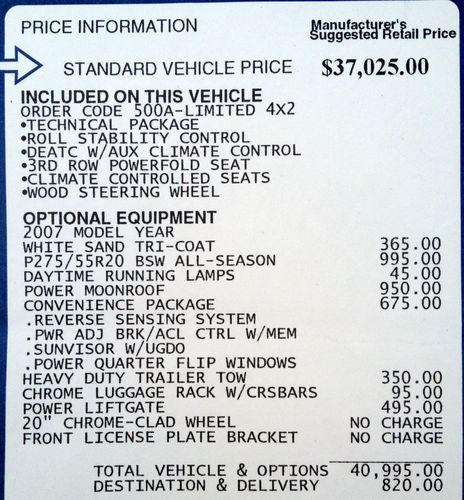 PRICE INFORMATION Manufacturer's Suggested Retail Price
STANDARD VEHICLE PRICE $37,025.00
INCLUDED ON THIS VEHICLE
ORDER CODE 500A-LIMITED 4X2
•TECHNICAL PACKAGE
•ROLL STABILITY CONTROL
•DEATC W/AUX CLIMATE CONTROL
•3RD ROW POWERFOLD SEAT
•CLIMATE CONTROLLED SEATS
•WOOD STEERING WHEEL
OPTIONAL EQUIPMENT
2007 MODEL YEAR
WHITE SAND TRI-COAT 365.00
P275/55R20 BSW ALL-SEASON 995.00
DAYTIME RUNNING LAMPS 45.00
POWER MOONROOF 950.00
CONVENIENCE PACKAGE 675.00
.REVERSE SENSING SYSTEM
.PWR ADJ BRK/ACL CTRL W/MEM
.SUNVISOR W/UGDO
.POWER QUARTER FLIP WINDOWS
HEAVY DUTY TRAILER TOW 350.00
CHROME LUGGAGE RACK W/CRSBARS 95.00
POWER LIFTGATE 495.00
20" CHROME-CLAD WHEEL NO CHARGE
FRONT LICENSE PLATE BRACKET NO CHARGE
TOTAL VEHICLE & OPTIONS 40,995.00
DESTINATION & DELIVERY 820.00